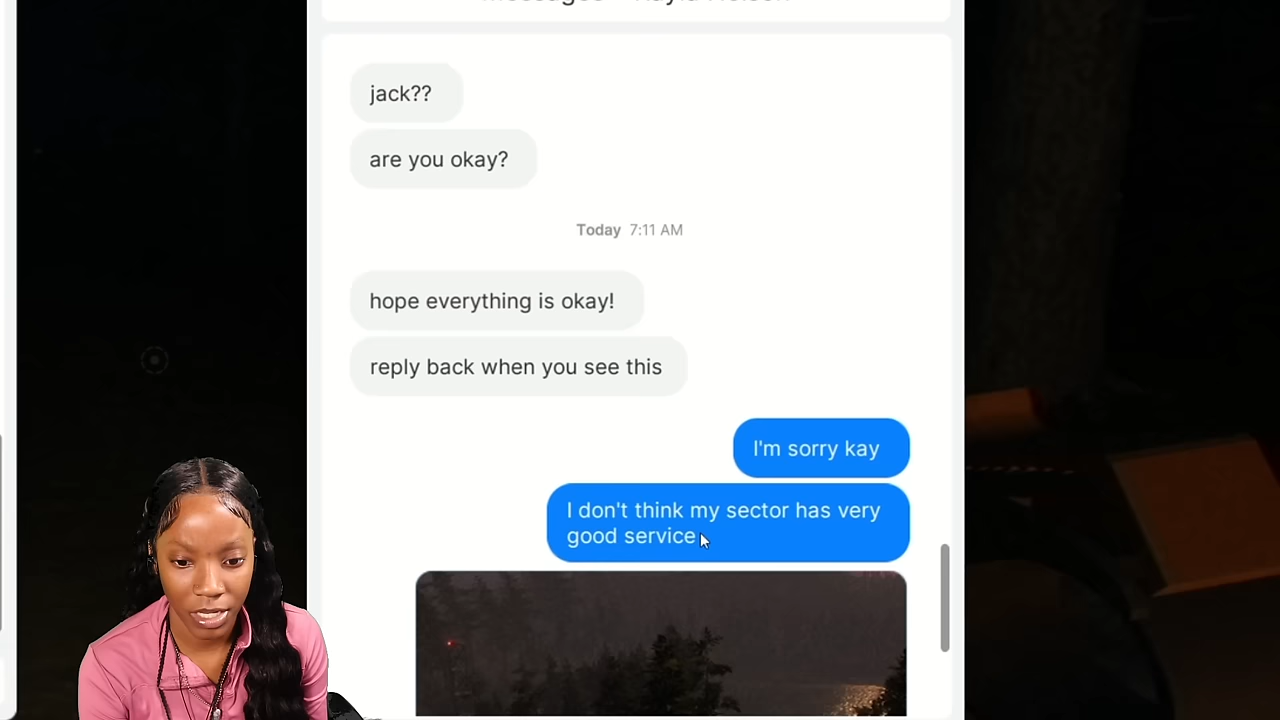 jack??
are you okay?
Today 7:11 AM
hope everything is okay!
reply back when you see this
I'm sorry kay
I don't think my sector has very
good service